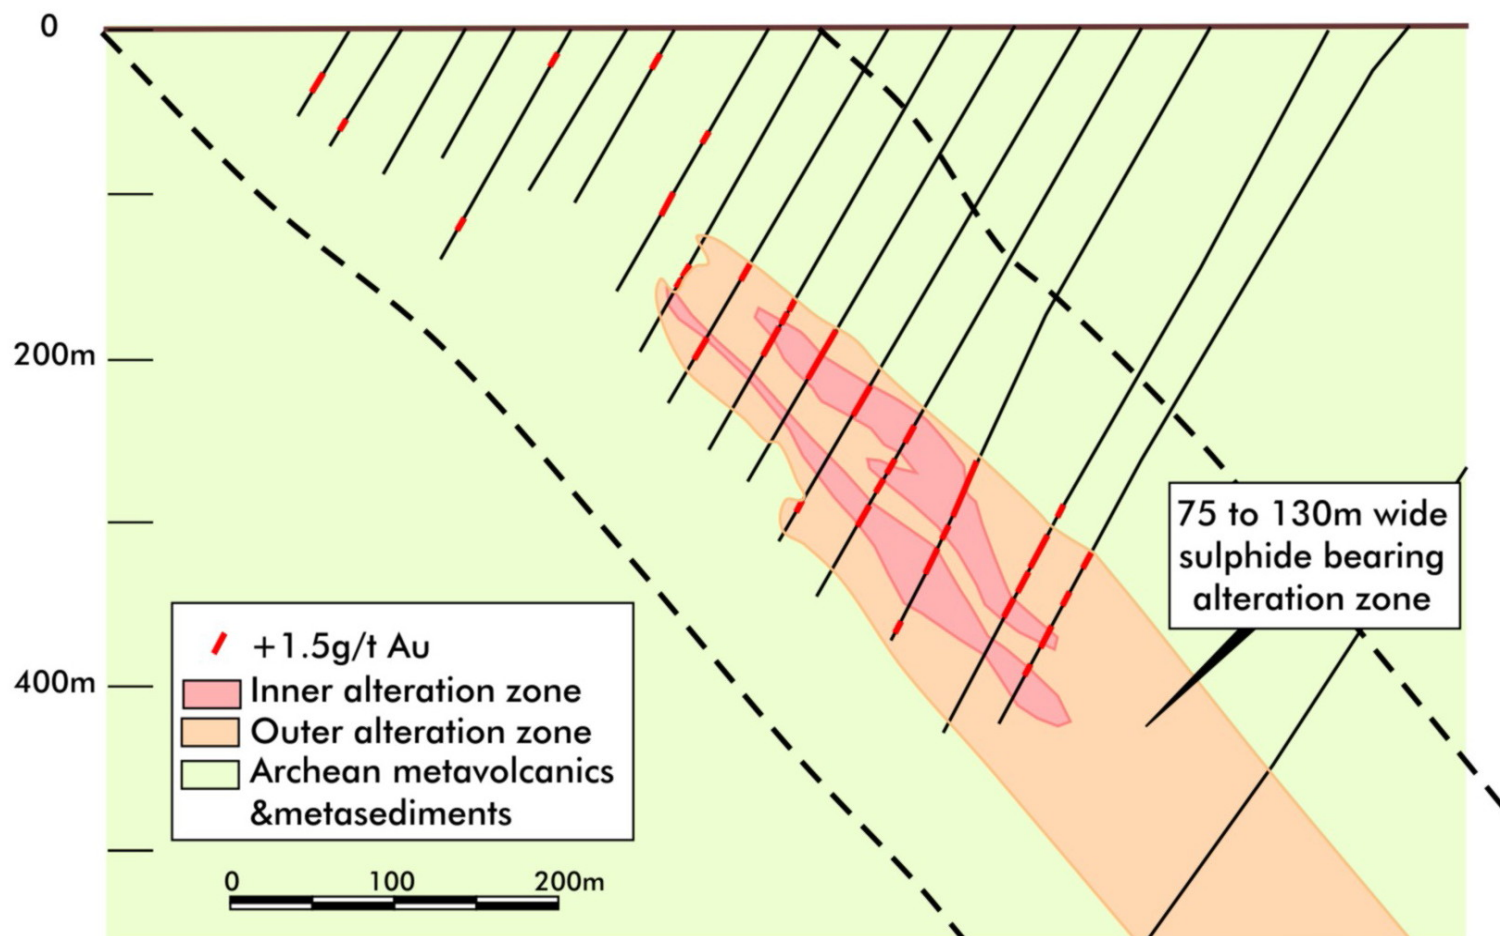 0
200m
400m
75 to 130m wide
sulphide bearing
alteration zone
+1.5g/t Au
Inner alteration zone
Outer alteration zone
Archean metavolcanics
&metasediments
0 100 200m